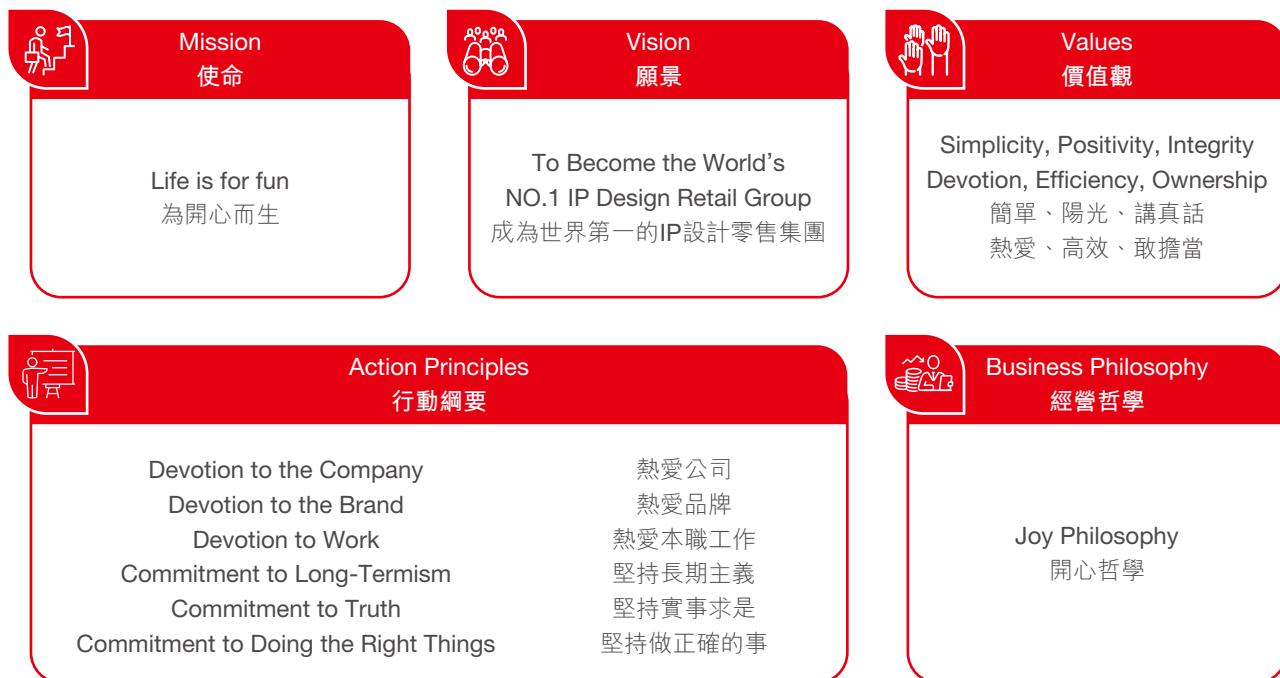 Mission
使命
Life is for fun
為開心而生
Vision
願景
To Become the World’s
NO.1 IP Design Retail Group
成為世界第一的IP設計零售集團
Values
價值觀
Simplicity, Positivity, Integrity
Devotion, Efficiency, Ownership
簡單、陽光、講真話
熱愛、高效、敢擔當
Action Principles
行動綱要
Devotion to the Company 熱愛公司
Devotion to the Brand 熱愛品牌
Devotion to Work 熱愛本職工作
Commitment to Long-Termism 堅持長期主義
Commitment to Truth 堅持實事求是
Commitment to Doing the Right Things 堅持做正確的事
Business Philosophy
經營哲學
Joy Philosophy
開心哲學